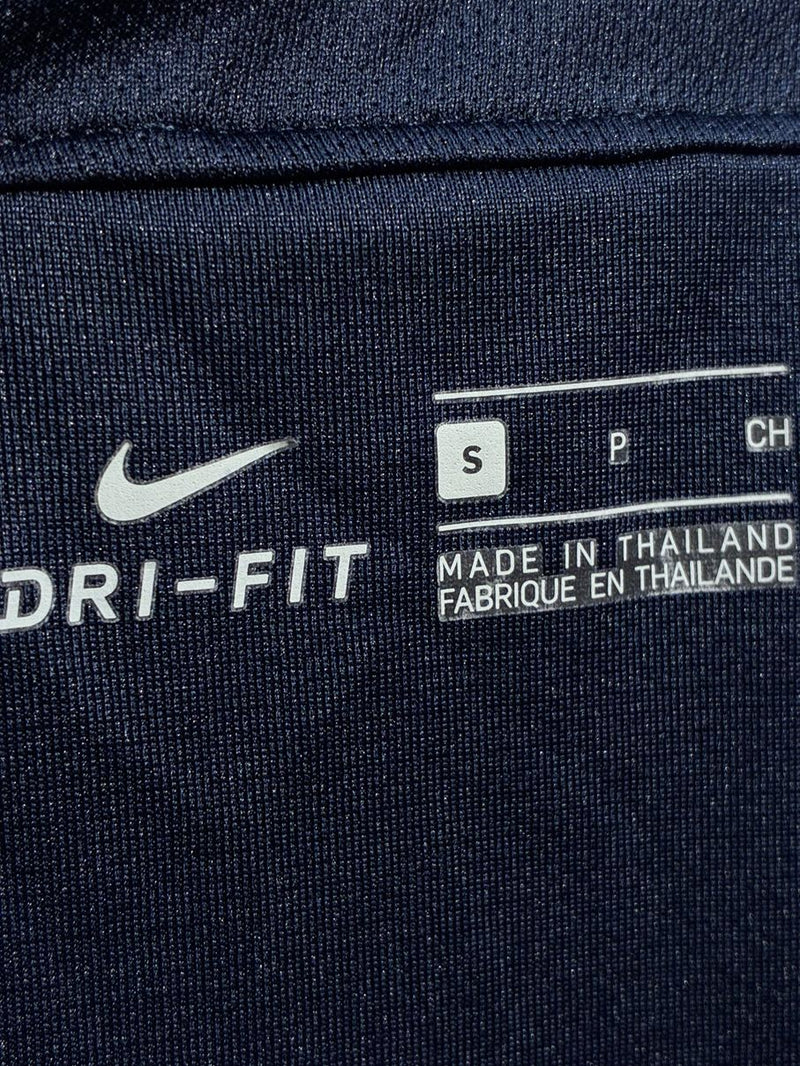 DRI-FIT
S P CH
MADE IN THAILAND
FABRIQUE EN THAILANDE